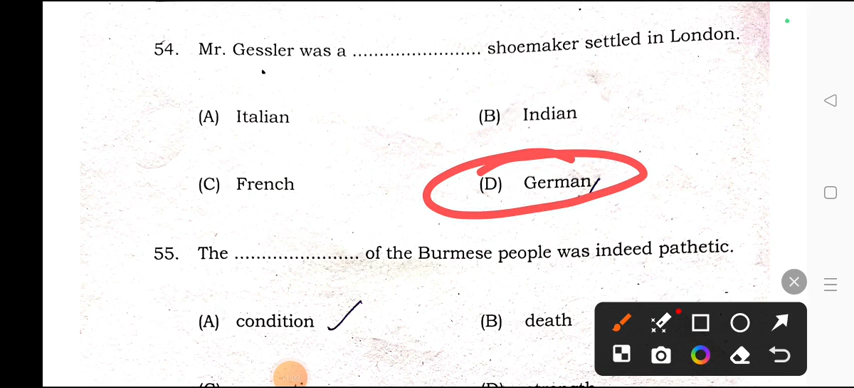 54. Mr. Gessler was a ........................ shoemaker settled in London.
(A) Italian (B) Indian
(C) French (D) German
55. The ....................... of the Burmese people was indeed pathetic.
(A) condition (B) death